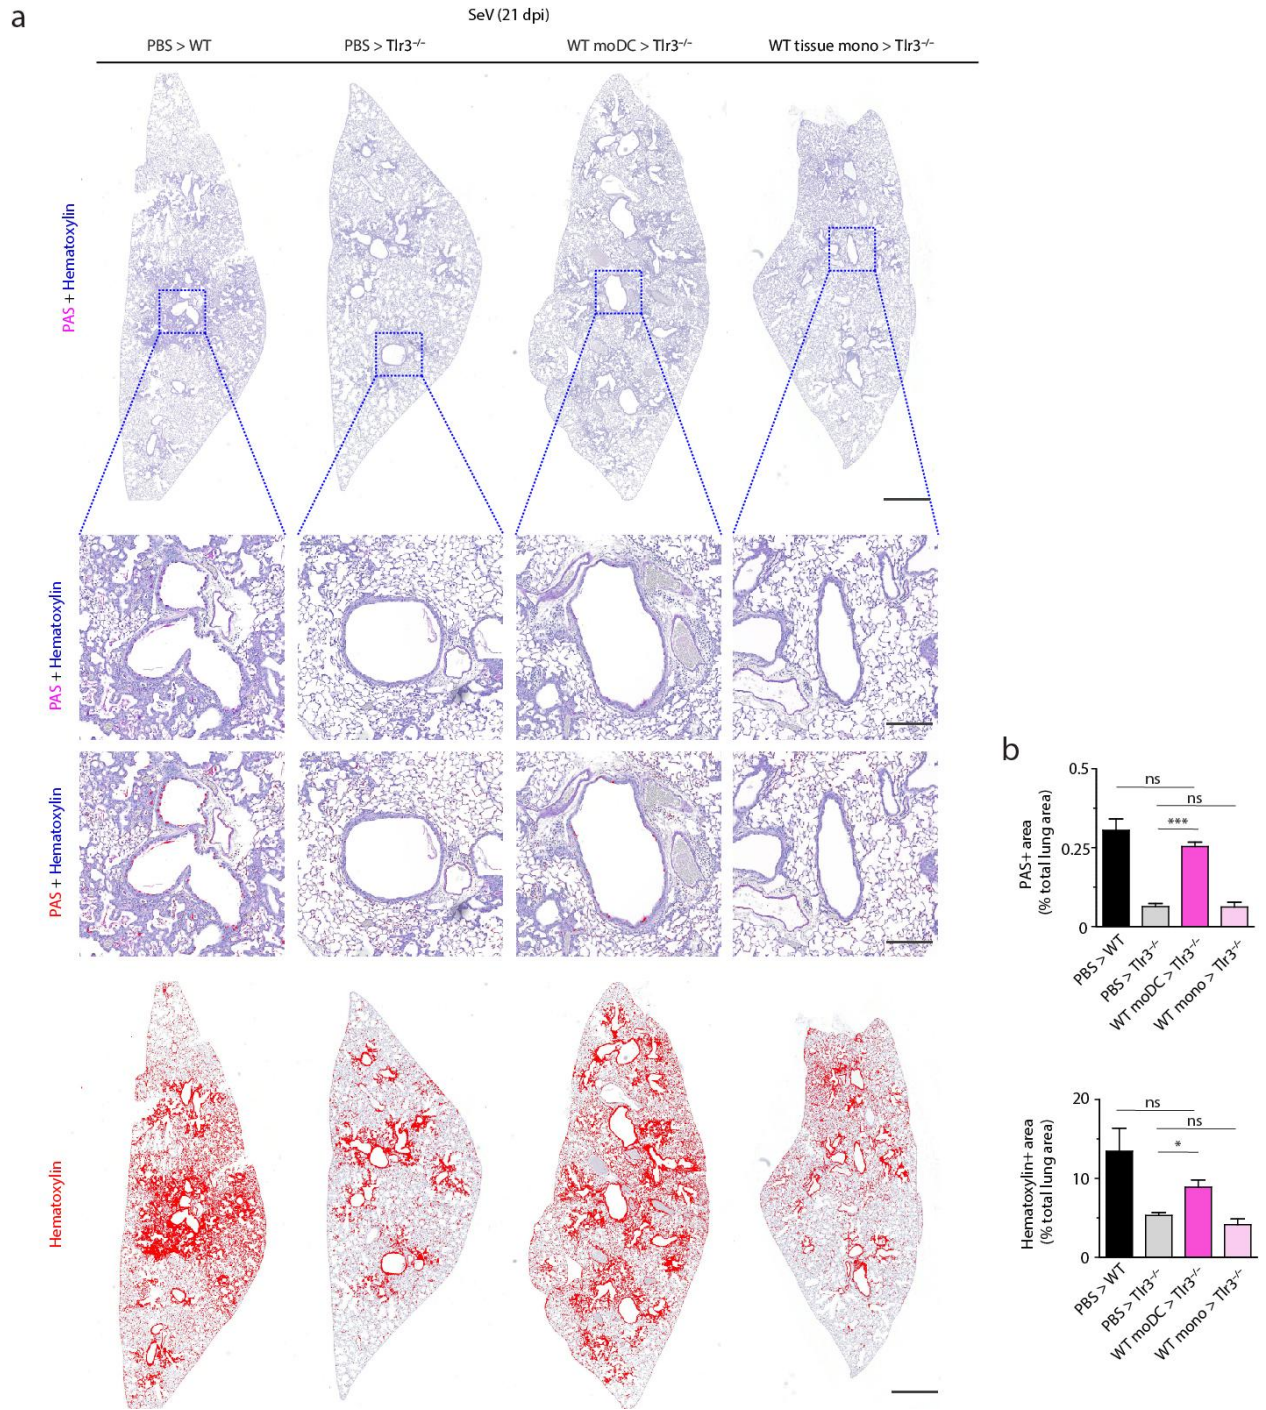 a
SeV (21 dpi)
PBS > WT
PBS > Tlr3–/–
WT moDC > Tlr3–/–
WT tissue mono > Tlr3–/–
PAS + Hematoxylin
PAS + Hematoxylin
PAS + Hematoxylin
Hematoxylin
b
PAS+ area
(% total lung area)
0.5
0.25
0
ns
ns
***
PBS > WT
PBS > Tlr3–/–
WT moDC > Tlr3–/–
WT mono > Tlr3–/–
Hematoxylin+ area
(% total lung area)
20
10
0
ns
ns
*
PBS > WT
PBS > Tlr3–/–
WT moDC > Tlr3–/–
WT mono > Tlr3–/–